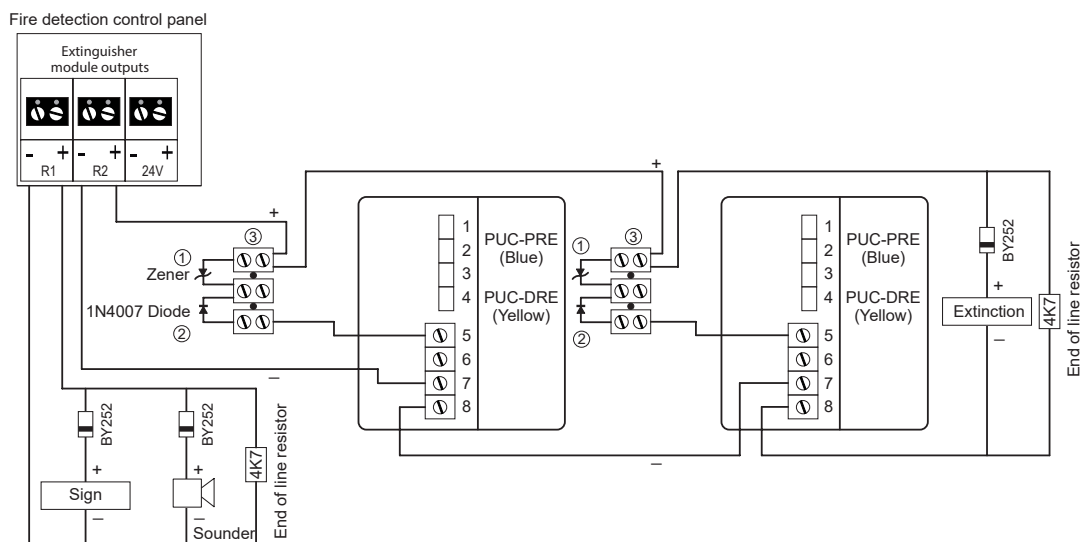 Fire detection control panel
Extinguisher
module outputs
- + - + - +
R1 R2 24V
+
①
③
Zener
1N4007 Diode
②
–
1
2
3
4
5
6
7
8
PUC-PRE
(Blue)
PUC-DRE
(Yellow)
+
①
③
②
–
1
2
3
4
5
6
7
8
PUC-PRE
(Blue)
PUC-DRE
(Yellow)
BY252
+
Extinction
–
4K7
End of line resistor
BY252
+
Sign
–
BY252
+
–
Sounder
4K7
End of line resistor